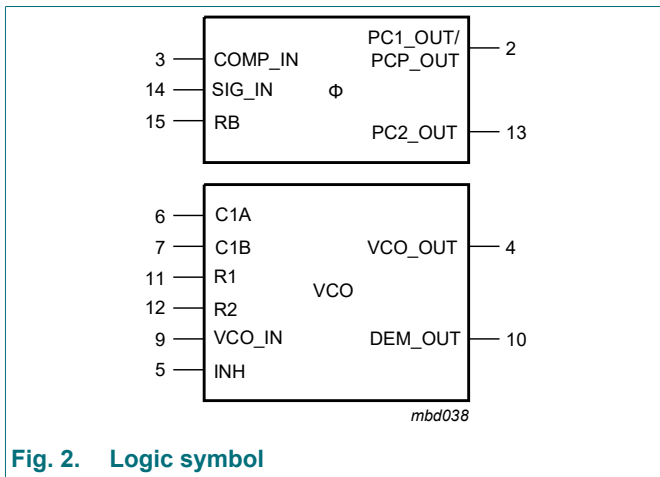 PC1_OUT/
3 COMP_IN PCP_OUT 2
14 SIG_IN Φ
15 RB
PC2_OUT 13
6 C1A
7 C1B VCO_OUT 4
11 R1
VCO
12 R2
9 VCO_IN DEM_OUT 10
5 INH
mbd038
Fig. 2. Logic symbol